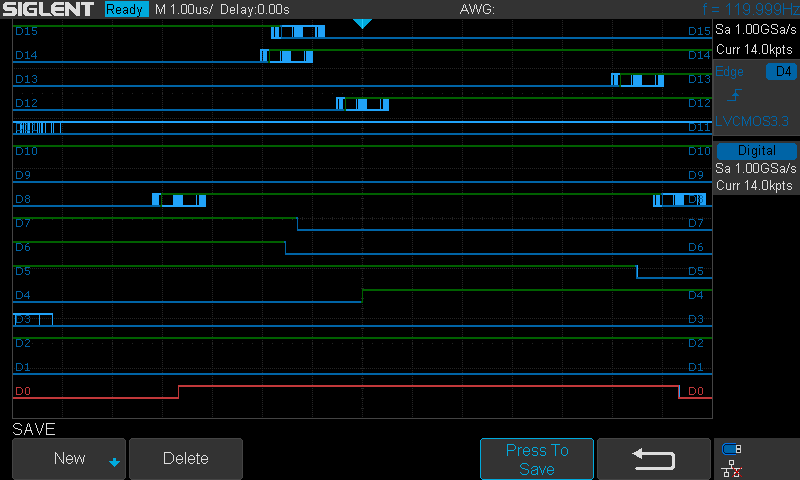 SIGLENT Ready M 1.00us/ Delay:0.00s AWG: f = 119.999Hz
D15 D15 Sa 1.00GSa/s
Curr 14.0kpts
D14 D14
D13 D13 Edge D4
D12 D12
D11 D11 LVCMOS3.3
D10 D10 Digital
D9 D9 Sa 1.00GSa/s
Curr 14.0kpts
D8 D8
D7 D7
D6 D6
D5 D5
D4 D4
D3 D3
D2 D2
D1 D1
D0 D0
SAVE
New Delete Press To
Save